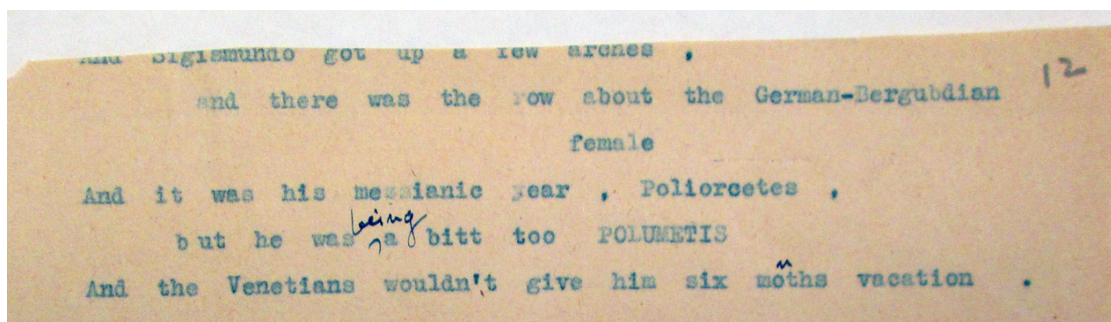 And Sigismundo got up a few arches ,
12
and there was the row about the German-Bergubdian
female
And it was his messianic year , Poliorcetes ,
but he was being a bitt too POLUMETIS
And the Venetians wouldn't give him six months vacation .